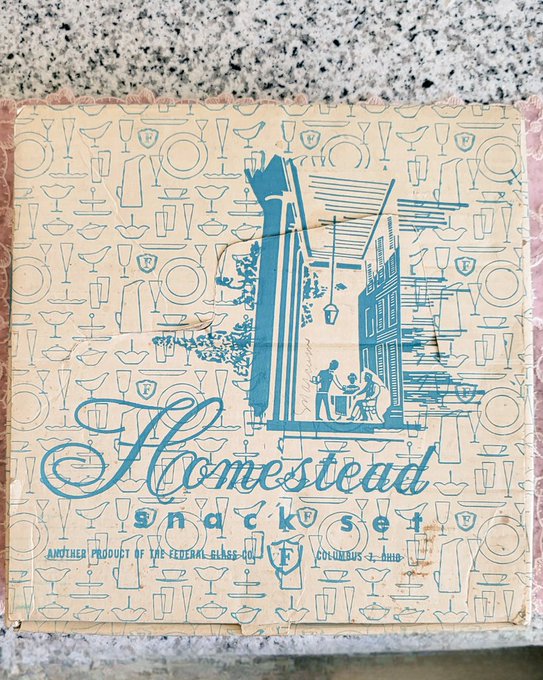 Homestead
snack set
ANOTHER PRODUCT OF THE FEDERAL GLASS CO. F COLUMBUS 7, OHIO